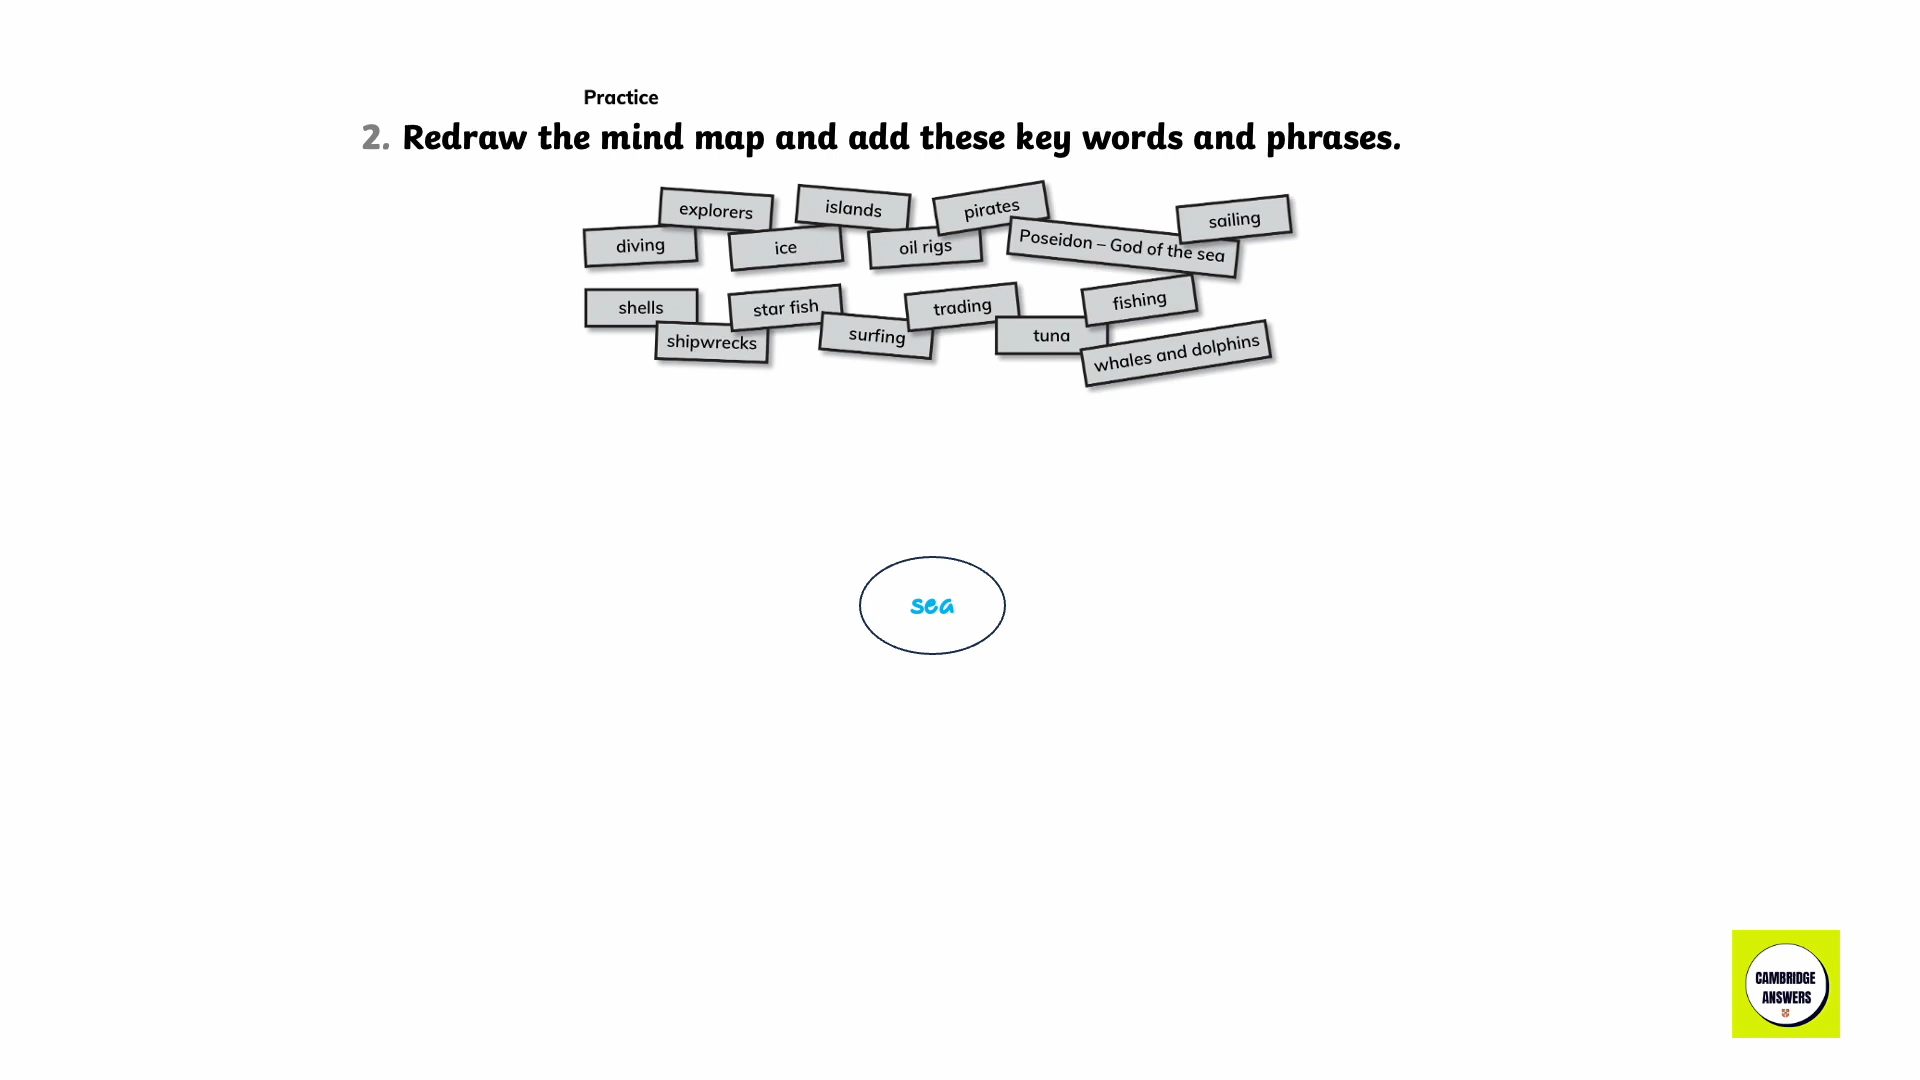 Practice
2. Redraw the mind map and add these key words and phrases.
explorers
islands
pirates
sailing
diving
ice
oil rigs
Poseidon – God of the sea
shells
star fish
trading
fishing
shipwrecks
surfing
tuna
whales and dolphins
sea
CAMBRIDGE
ANSWERS